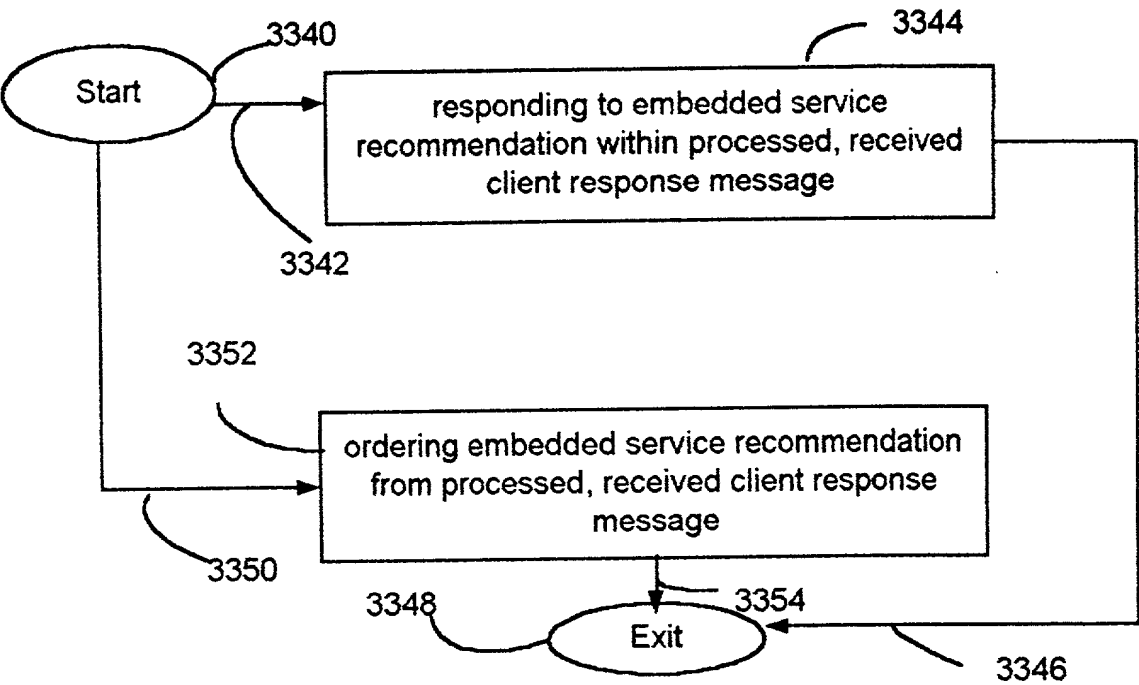 3340
3344
Start
responding to embedded service
recommendation within processed, received
client response message
3342
3352
ordering embedded service recommendation
from processed, received client response
message
3350
3348
3354
Exit
3346